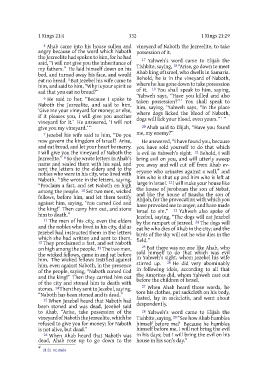 1 Kings 21:4
332
1 Kings 21:29
4 Ahab came into his house sullen and
angry because of the word which Naboth
the Jezreelite had spoken to him, for he had
said, "I will not give you the inheritance of
my fathers." He laid himself down on his
bed, and turned away his face, and would
eat no bread. 5 But Jezebel his wife came to
him, and said to him, "Why is your spirit so
sad that you eat no bread?"
6 He said to her, "Because I spoke to
Naboth the Jezreelite, and said to him,
'Give me your vineyard for money; or else,
if it pleases you, I will give you another
vineyard for it.' He answered, 'I will not
give you my vineyard.'"
7 Jezebel his wife said to him, "Do you
now govern the kingdom of Israel? Arise,
and eat bread, and let your heart be merry.
I will give you the vineyard of Naboth the
Jezreelite." 8 So she wrote letters in Ahab's
name and sealed them with his seal, and
sent the letters to the elders and to the
nobles who were in his city, who lived with
Naboth. 9 She wrote in the letters, saying,
"Proclaim a fast, and set Naboth on high
among the people. 10 Set two men, wicked
fellows, before him, and let them testify
against him, saying, 'You cursed God and
the king!' Then carry him out, and stone
him to death."
11 The men of his city, even the elders
and the nobles who lived in his city, did as
Jezebel had instructed them in the letters
which she had written and sent to them.
12 They proclaimed a fast, and set Naboth
on high among the people. 13 The two men,
the wicked fellows, came in and sat before
him. The wicked fellows testified against
him, even against Naboth, in the presence
of the people, saying, "Naboth cursed God
and the king!" Then they carried him out
of the city and stoned him to death with
stones. 14 Then they sent to Jezebel, saying,
"Naboth has been stoned and is dead."
15 When Jezebel heard that Naboth had
been stoned and was dead, Jezebel said
to Ahab, "Arise, take possession of the
vineyard of Naboth the Jezreelite, which he
refused to give you for money; for Naboth
is not alive, but dead."
16 When Ahab heard that Naboth was
dead, Ahab rose up to go down to the
vineyard of Naboth the Jezreelite, to take
possession of it.
17 Yahweh's word came to Elijah the
Tishbite, saying, 18 "Arise, go down to meet
Ahab king of Israel, who dwells in Samaria.
Behold, he is in the vineyard of Naboth,
where he has gone down to take possession
of it. 19 You shall speak to him, saying,
'Yahweh says, "Have you killed and also
taken possession?"' You shall speak to
him, saying, 'Yahweh says, "In the place
where dogs licked the blood of Naboth,
dogs will lick your blood, even yours."'"
20 Ahab said to Elijah, "Have you found
me, my enemy?"
He answered, "I have found you, because
you have sold yourself to do that which
is evil in Yahweh's sight. 21 Behold, I will
bring evil on you, and will utterly sweep
you away and will cut off from Ahab ev-
eryone who urinates against a wall,
him who is shut up and him who is left at
large in Israel. 22 I will make your house like
the house of Jeroboam the son of Nebat,
and like the house of Baasha the son of
Ahijah, for the provocation with which you
have provoked me to anger, and have made
Israel to sin." 23 Yahweh also spoke of
Jezebel, saying, "The dogs will eat Jezebel
by the rampart of Jezreel. 24 The dogs will
eat he who dies of Ahab in the city; and the
birds of the sky will eat he who dies in the
field."
25 But there was no one like Ahab, who
sold himself to do that which was evil
in Yahweh's sight, whom Jezebel his wife
stirred up. 26 He did very abominably
in following idols, according to all that
the Amorites did, whom Yahweh cast out
before the children of Israel.
27 When Ahab heard those words, he
tore his clothes, put sackcloth on his body,
fasted, lay in sackcloth, and went about
despondently.
28 Yahweh's word came to Elijah the
Tishbite, saying, 29 "See how Ahab humbles
himself before me? Because he humbles
himself before me, I will not bring the evil
in his days; but I will bring the evil on his
house in his son's day."